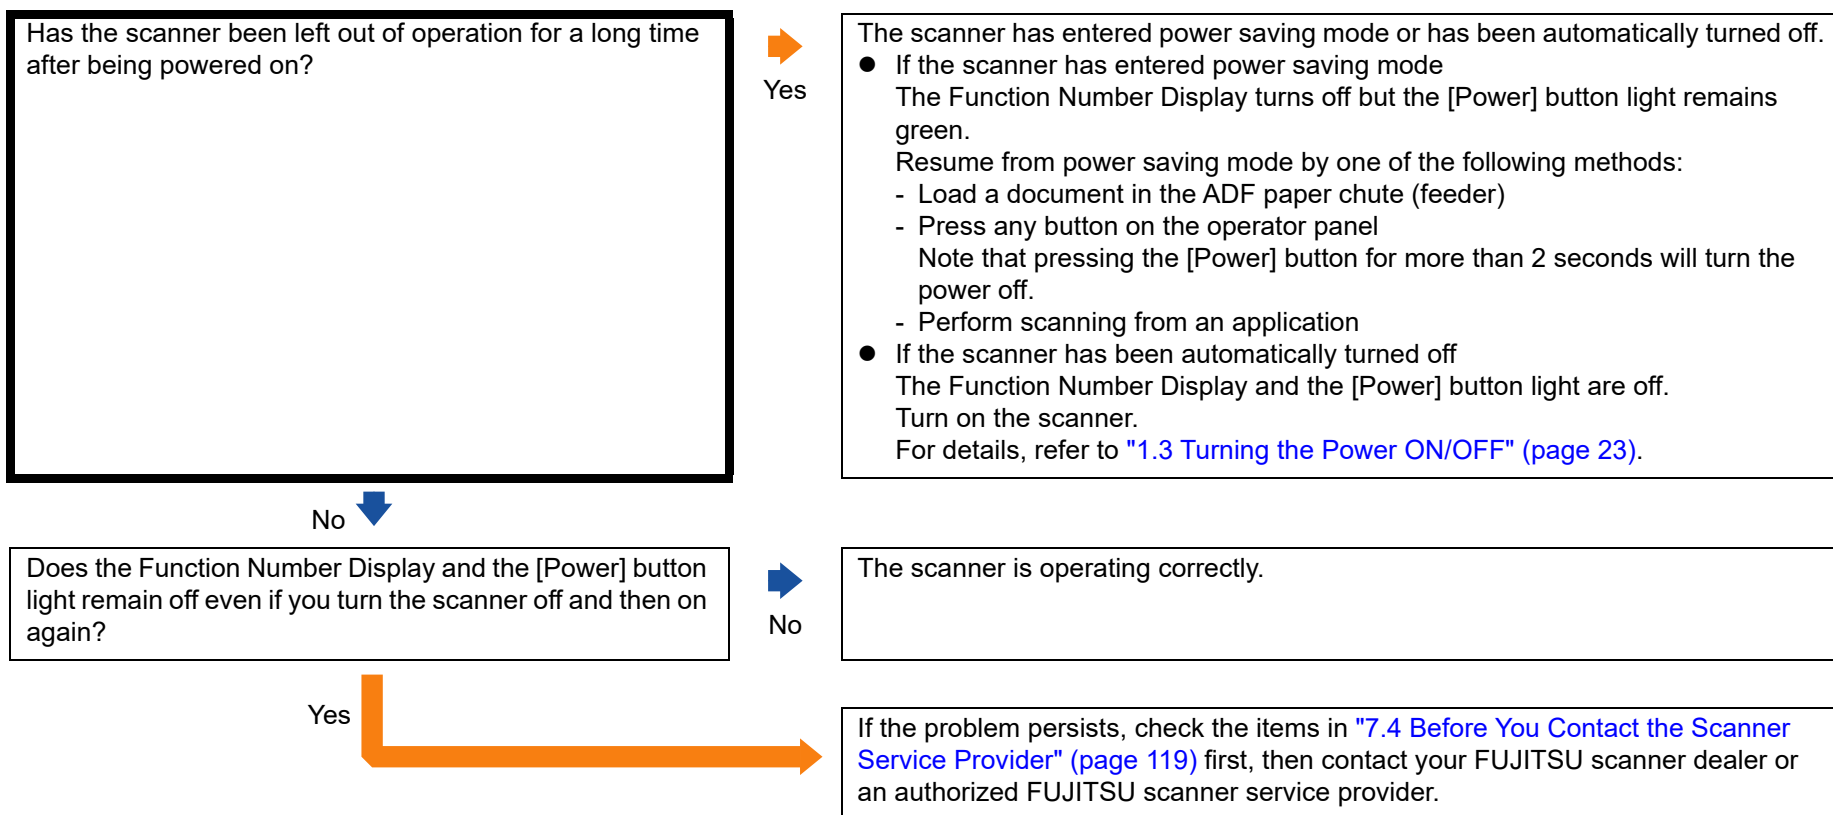 Has the scanner been left out of operation for a long time
after being powered on?
Yes
The scanner has entered power saving mode or has been automatically turned off.
● If the scanner has entered power saving mode
The Function Number Display turns off but the [Power] button light remains
green.
Resume from power saving mode by one of the following methods:
- Load a document in the ADF paper chute (feeder)
- Press any button on the operator panel
Note that pressing the [Power] button for more than 2 seconds will turn the
power off.
- Perform scanning from an application
● If the scanner has been automatically turned off
The Function Number Display and the [Power] button light are off.
Turn on the scanner.
For details, refer to "1.3 Turning the Power ON/OFF" (page 23).
No
Does the Function Number Display and the [Power] button
light remain off even if you turn the scanner off and then on
again?
No
The scanner is operating correctly.
Yes
If the problem persists, check the items in "7.4 Before You Contact the Scanner
Service Provider" (page 119) first, then contact your FUJITSU scanner dealer or
an authorized FUJITSU scanner service provider.